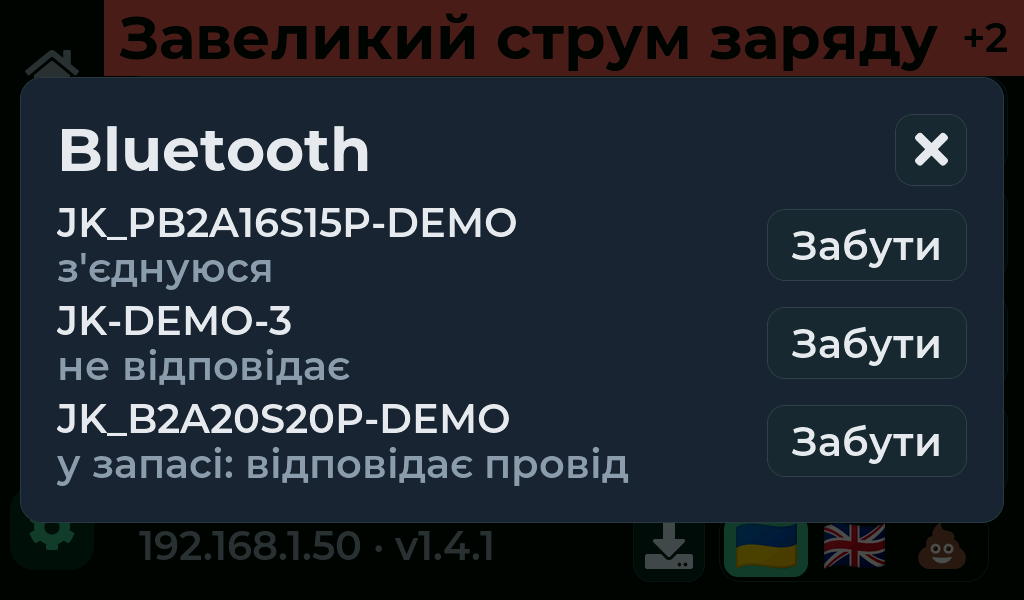 Завеликий струм заряду +2
Bluetooth
JK_PB2A16S15P-DEMO
з'єднуюся
Забути
JK-DEMO-3
не відповідає
Забути
JK_B2A20S20P-DEMO
у запасі: відповідає провід
Забути
192.168.1.50 · v1.4.1